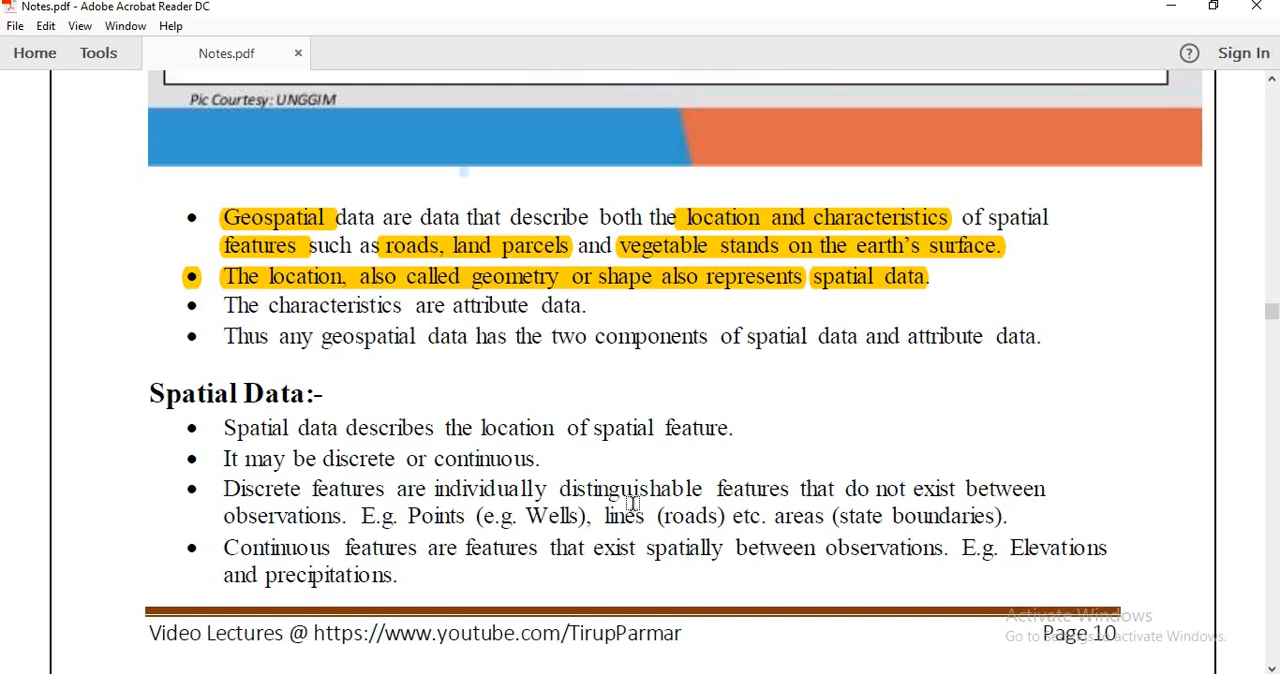 Notes.pdf - Adobe Acrobat Reader DC
File Edit View Window Help
Home Tools Notes.pdf × ? Sign In
Pic Courtesy: UNGGIM
• Geospatial data are data that describe both the location and characteristics of spatial
features such as roads, land parcels and vegetable stands on the earth's surface.
• The location, also called geometry or shape also represents spatial data.
• The characteristics are attribute data.
• Thus any geospatial data has the two components of spatial data and attribute data.
Spatial Data:-
• Spatial data describes the location of spatial feature.
• It may be discrete or continuous.
• Discrete features are individually distinguishable features that do not exist between
observations. E.g. Points (e.g. Wells), lines (roads) etc. areas (state boundaries).
• Continuous features are features that exist spatially between observations. E.g. Elevations
and precipitations.
Activate Windows
Video Lectures @ https://www.youtube.com/TirupParmar Page 10
Go to Settings to activate Windows.